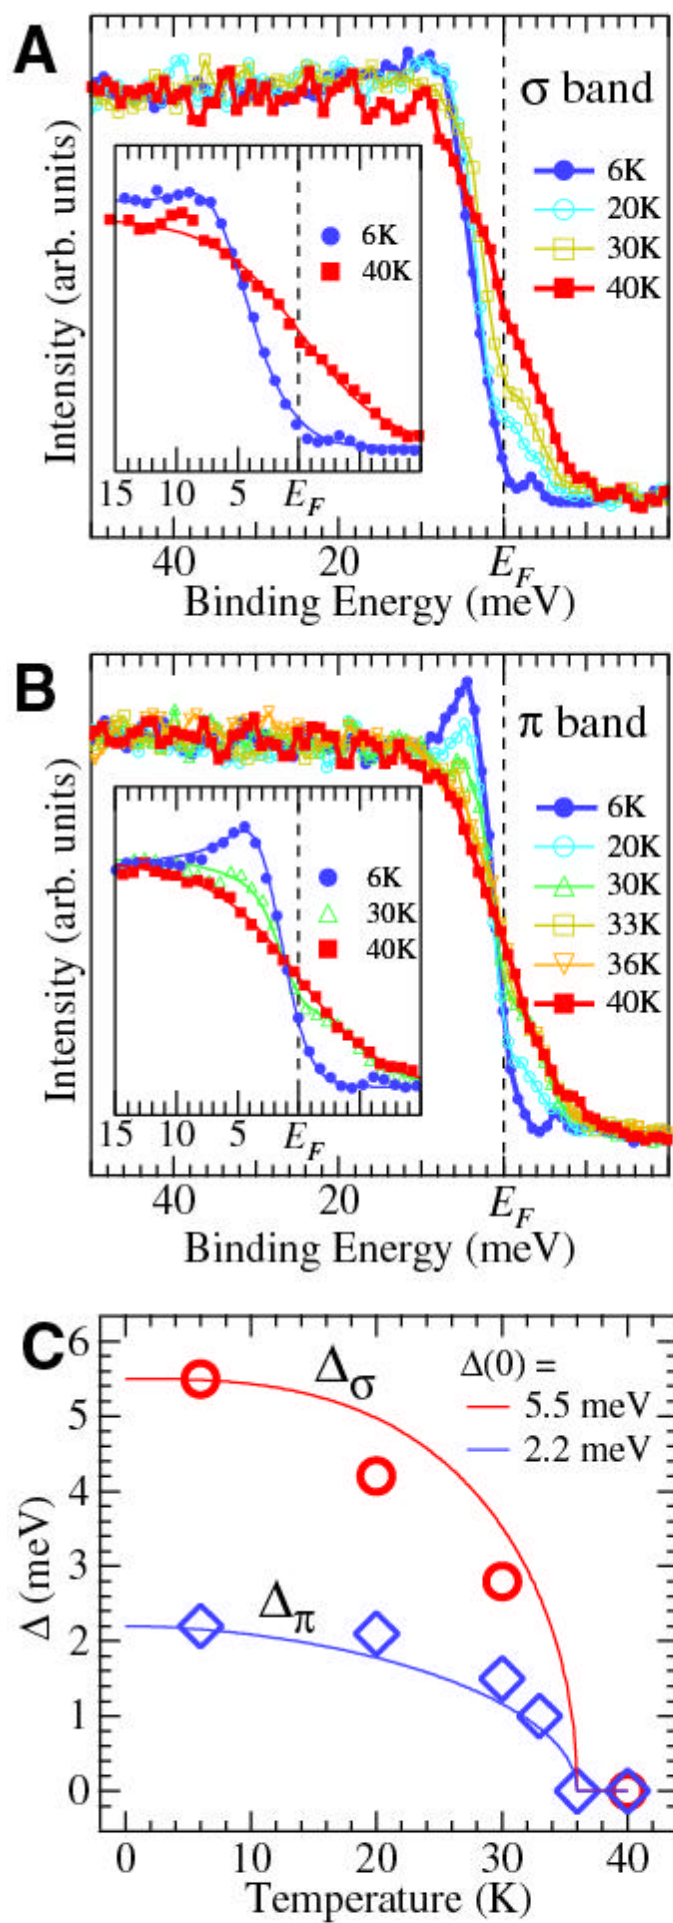 A
σ band
6K
20K
30K
40K
Intensity (arb. units)
6K
40K
15 10 5 E_F
40 20 E_F
Binding Energy (meV)
B
π band
6K
20K
30K
33K
36K
40K
Intensity (arb. units)
6K
30K
40K
15 10 5 E_F
40 20 E_F
Binding Energy (meV)
C
Δσ
Δ(0) =
5.5 meV
2.2 meV
Δπ
Δ (meV)
6
5
4
3
2
1
0
0 10 20 30 40
Temperature (K)